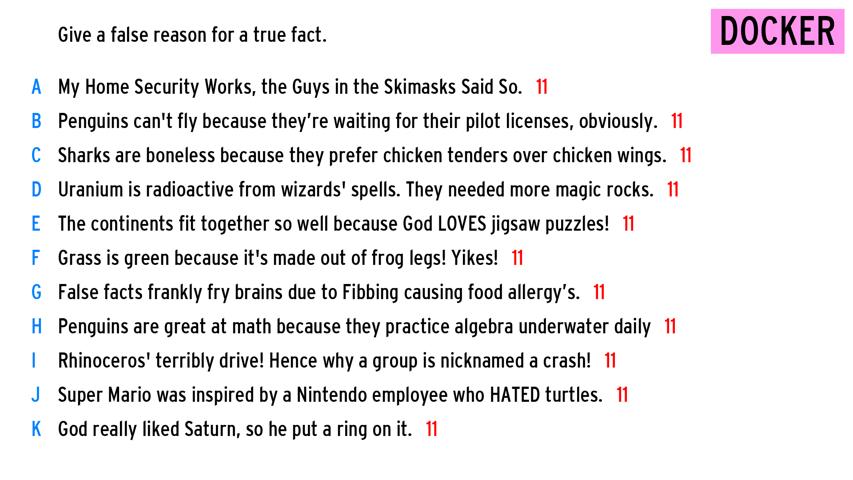 Give a false reason for a true fact.
DOCKER
A My Home Security Works, the Guys in the Skimasks Said So. 11
B Penguins can't fly because they’re waiting for their pilot licenses, obviously. 11
C Sharks are boneless because they prefer chicken tenders over chicken wings. 11
D Uranium is radioactive from wizards' spells. They needed more magic rocks. 11
E The continents fit together so well because God LOVES jigsaw puzzles! 11
F Grass is green because it's made out of frog legs! Yikes! 11
G False facts frankly fry brains due to Fibbing causing food allergy’s. 11
H Penguins are great at math because they practice algebra underwater daily 11
I Rhinoceros' terribly drive! Hence why a group is nicknamed a crash! 11
J Super Mario was inspired by a Nintendo employee who HATED turtles. 11
K God really liked Saturn, so he put a ring on it. 11